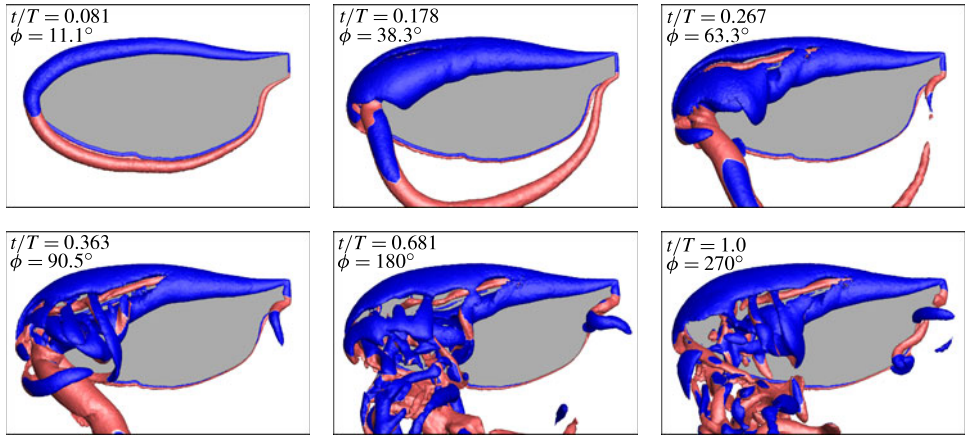 t/T = 0.081
ϕ = 11.1°
t/T = 0.178
ϕ = 38.3°
t/T = 0.267
ϕ = 63.3°
t/T = 0.363
ϕ = 90.5°
t/T = 0.681
ϕ = 180°
t/T = 1.0
ϕ = 270°